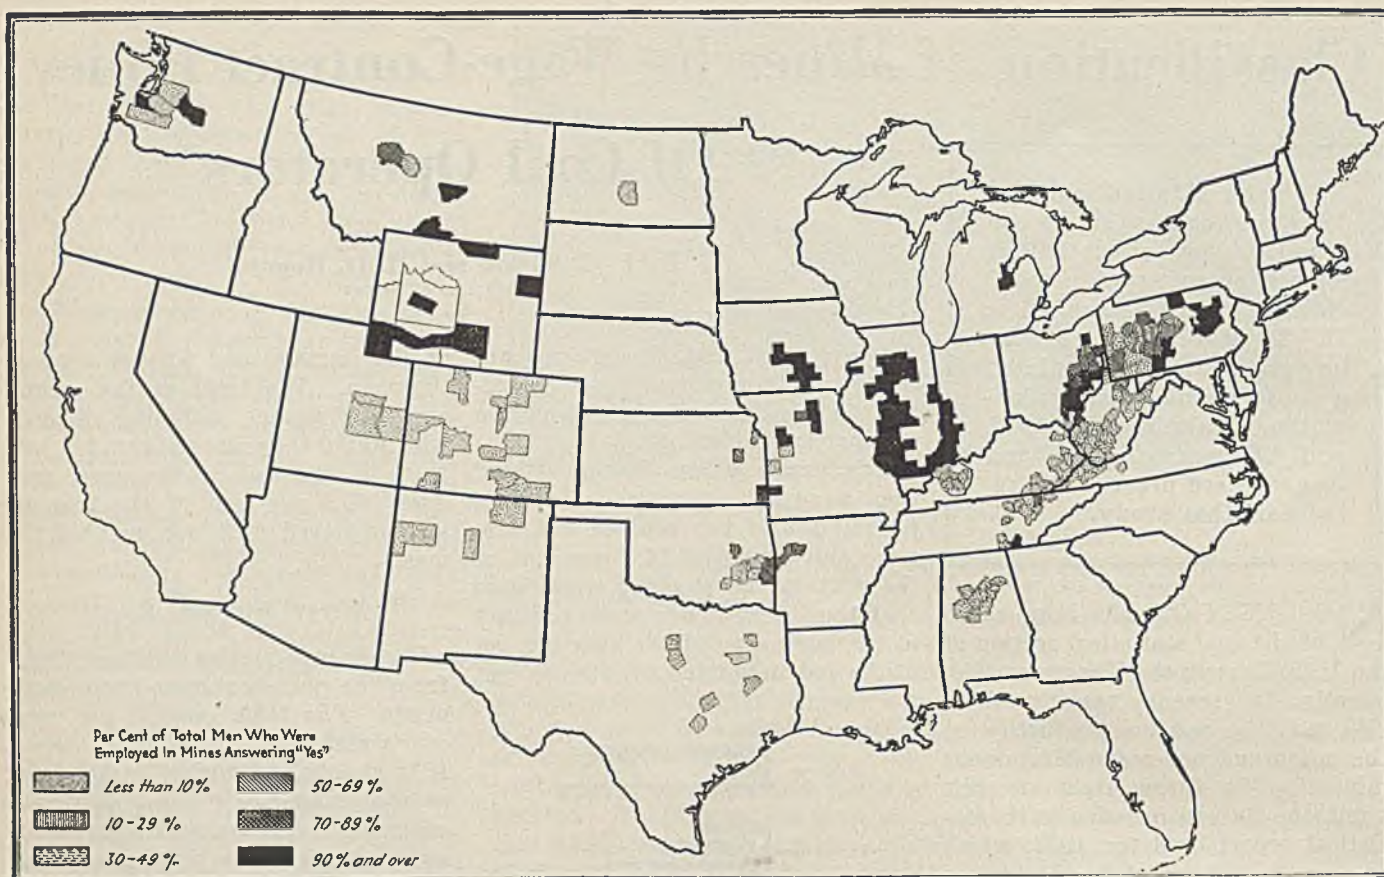 Per Cent of Total Men Who Were
Employed In Mines Answering "Yes"
Less than 10%
50-69%
10-29%
70-89%
30-49%
90% and over